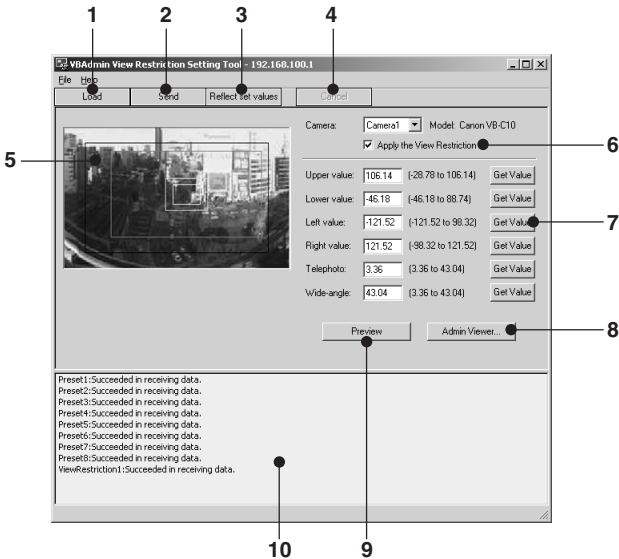 1 2 3 4
VBAdmin View Restriction Setting Tool - 192.168.100.1
File Help
Load Send Reflect set values Cancel
Camera: Camera1 Model: Canon VB-C10
Apply the View Restriction
6
5
Upper value: 106.14 (-28.78 to 106.14) Get Value
Lower value: -46.18 (-46.18 to 88.74) Get Value
Left value: -121.52 (-121.52 to 98.32) Get Value
7
Right value: 121.52 (-98.32 to 121.52) Get Value
Telephoto: 3.36 (3.36 to 43.04) Get Value
Wide-angle: 43.04 (3.36 to 43.04) Get Value
Preview Admin Viewer...
8
Preset1:Succeeded in receiving data.
Preset2:Succeeded in receiving data.
Preset3:Succeeded in receiving data.
Preset4:Succeeded in receiving data.
Preset5:Succeeded in receiving data.
Preset6:Succeeded in receiving data.
Preset7:Succeeded in receiving data.
Preset8:Succeeded in receiving data.
ViewRestriction1:Succeeded in receiving data.
10 9